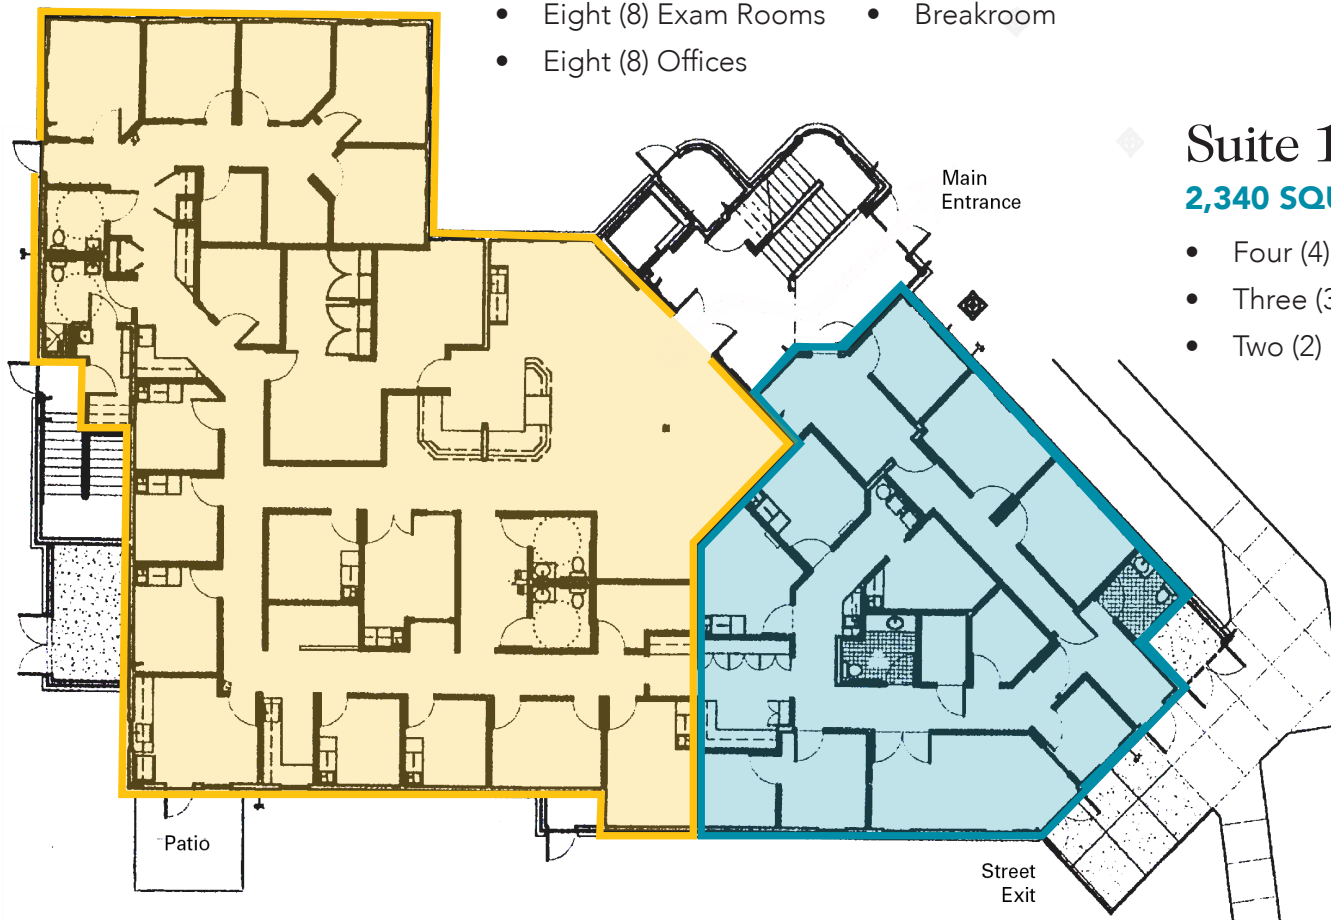 • Eight (8) Exam Rooms • Breakroom
• Eight (8) Offices
Suite 1
2,340 SQU
• Four (4)
• Three (3
• Two (2)
Main
Entrance
Patio
Street
Exit